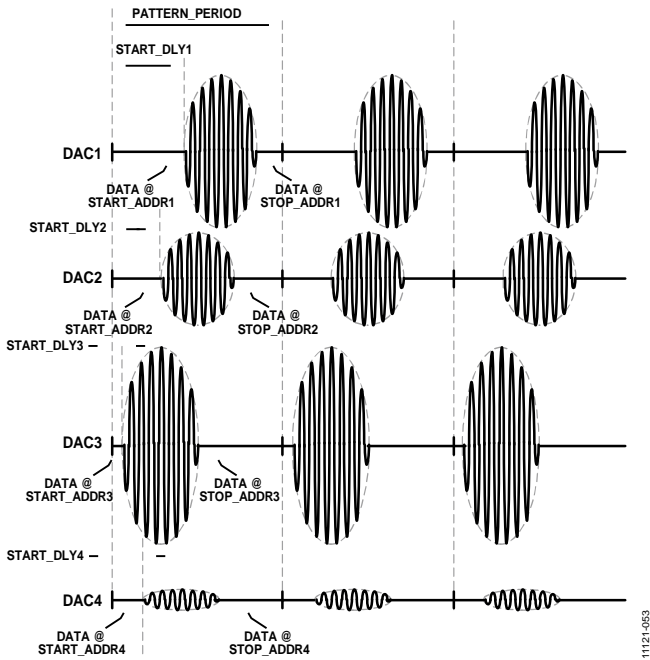 PATTERN_PERIOD
START_DLY1
DAC1
DATA @
START_ADDR1
DATA @
STOP_ADDR1
START_DLY2
DAC2
DATA @
START_ADDR2
DATA @
STOP_ADDR2
START_DLY3
DAC3
DATA @
START_ADDR3
DATA @
STOP_ADDR3
START_DLY4
DAC4
DATA @
START_ADDR4
DATA @
STOP_ADDR4
11121-053